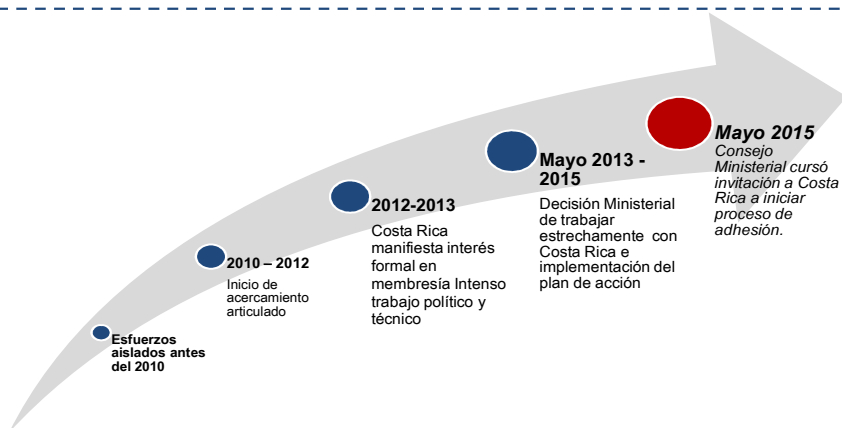 Esfuerzos
aislados antes
del 2010
2010 – 2012
Inicio de
acercamiento
articulado
2012-2013
Costa Rica
manifiesta interés
formal en
membresía Intenso
trabajo político y
técnico
Mayo 2013 -
2015
Decisión Ministerial
de trabajar
estrechamente con
Costa Rica e
implementación del
plan de acción
Mayo 2015
Consejo
Ministerial cursó
invitación a Costa
Rica a iniciar
proceso de
adhesión.